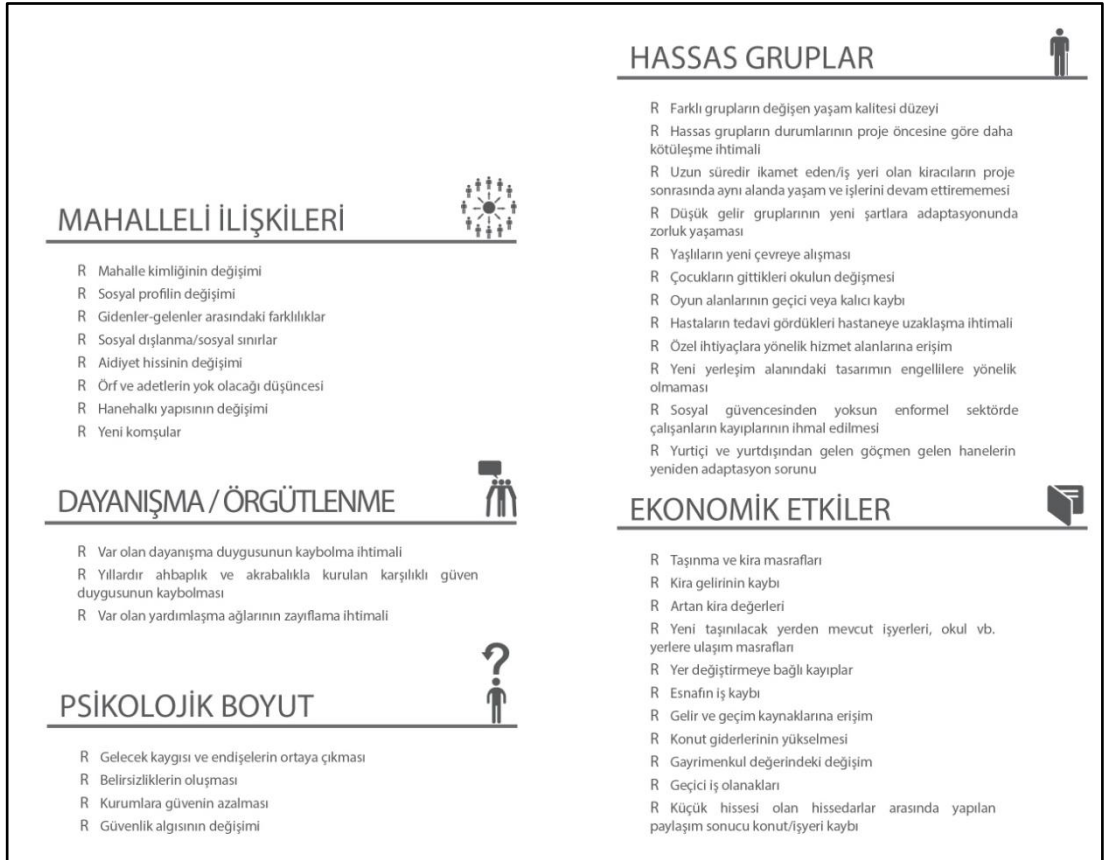 MAHALLELİ İLİŞKİLERİ
R Mahalle kimliğinin değişimi
R Sosyal profilin değişimi
R Gidenler-gelenler arasındaki farklılıklar
R Sosyal dışlanma/sosyal sınırlar
R Aidiyet hissinin değişimi
R Örf ve adetlerin yok olacağı düşüncesi
R Hanehalkı yapısının değişimi
R Yeni komşular
DAYANIŞMA / ÖRGÜTLENME
R Var olan dayanışma duygusunun kaybolma ihtimali
R Yıllardır ahbaplık ve akrabalıkla kurulan karşılıklı güven
duygusunun kaybolması
R Var olan yardımlaşma ağlarının zayıflama ihtimali
PSİKOLOJİK BOYUT
R Gelecek kaygısı ve endişelerin ortaya çıkması
R Belirsizliklerin oluşması
R Kurumlara güvenin azalması
R Güvenlik algısının değişimi
HASSAS GRUPLAR
R Farklı grupların değişen yaşam kalitesi düzeyi
R Hassas grupların durumlarının proje öncesine göre daha
kötüleşme ihtimali
R Uzun süredir ikamet eden/iş yeri olan kiracıların proje
sonrasında aynı alanda yaşam ve işlerini devam ettirememesi
R Düşük gelir gruplarının yeni şartlara adaptasyonunda
zorluk yaşaması
R Yaşlıların yeni çevreye alışması
R Çocukların gittikleri okulun değişmesi
R Oyun alanlarının geçici veya kalıcı kaybı
R Hastaların tedavi gördükleri hastaneye uzaklaşma ihtimali
R Özel ihtiyaçlara yönelik hizmet alanlarına erişim
R Yeni yerleşim alanındaki tasarımın engellilere yönelik
olmaması
R Sosyal güvencesinden yoksun enformel sektörde
çalışanların kayıplarının ihmal edilmesi
R Yurtiçi ve yurtdışından gelen göçmen gelen hanelerin
yeniden adaptasyon sorunu
EKONOMİK ETKİLER
R Taşınma ve kira masrafları
R Kira gelirinin kaybı
R Artan kira değerleri
R Yeni taşınılacak yerden mevcut işyerleri, okul vb.
yerlere ulaşım masrafları
R Yer değiştirmeye bağlı kayıplar
R Esnafın iş kaybı
R Gelir ve geçim kaynaklarına erişim
R Konut giderlerinin yükselmesi
R Gayrimenkul değerindeki değişim
R Geçici iş olanakları
R Küçük hissesi olan hissedarlar arasında yapılan
paylaşım sonucu konut/işyeri kaybı